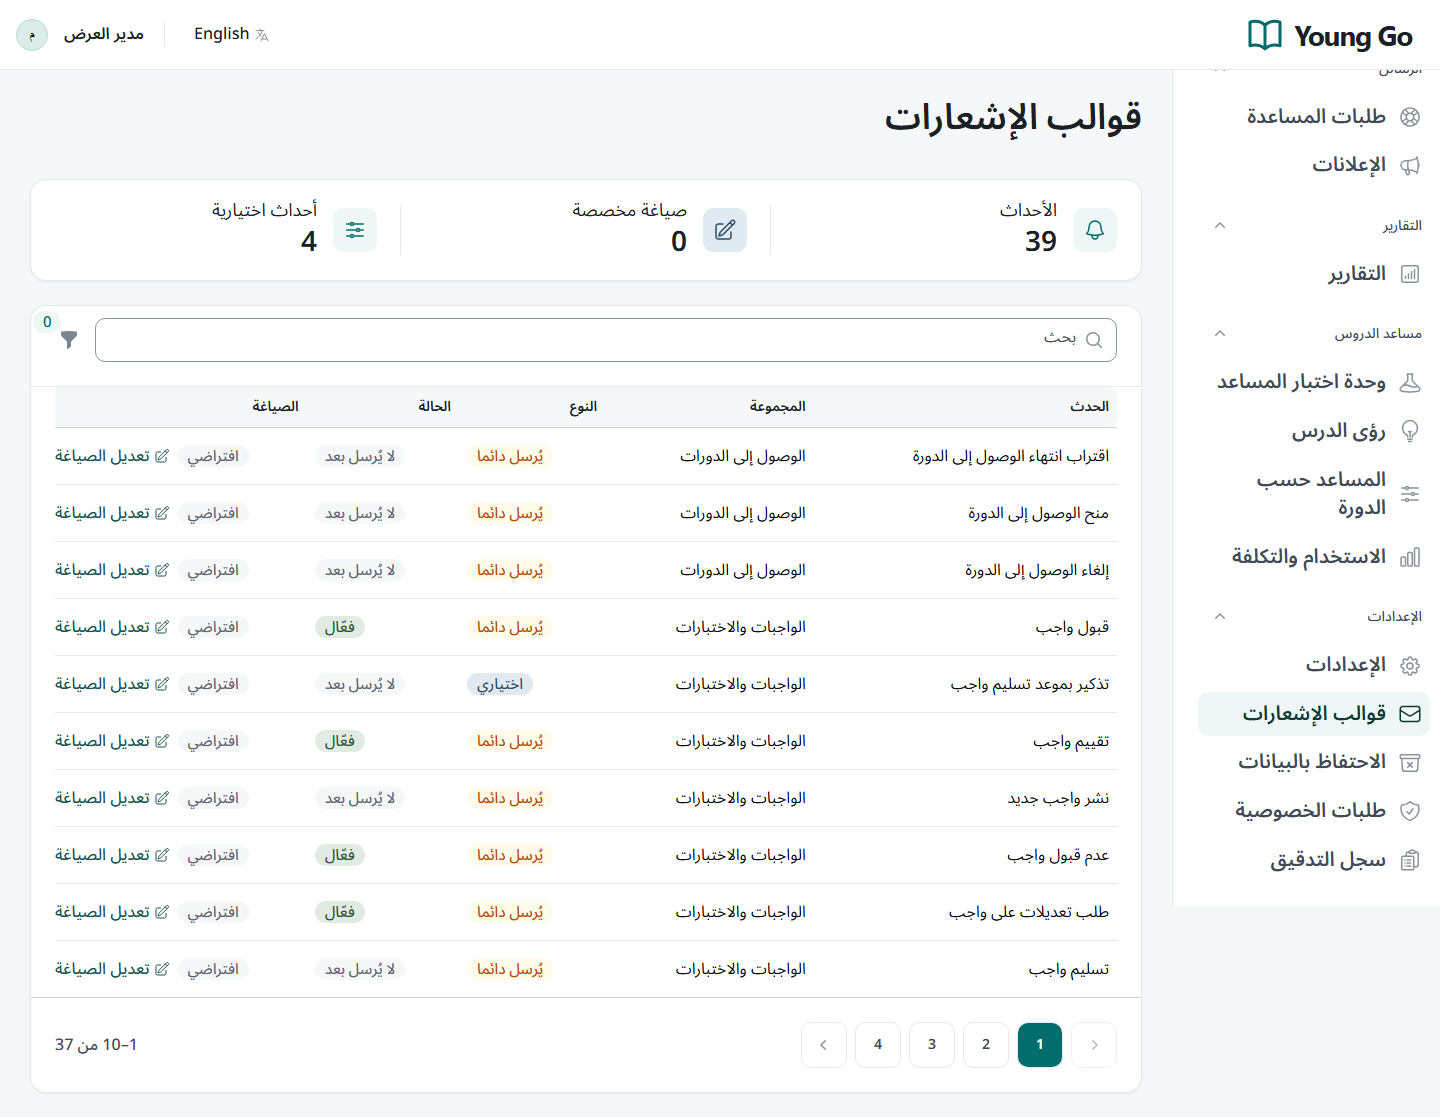 Young Go
English
مدير العرض
م
الرسائل
طلبات المساعدة
الإعلانات
التقارير
التقارير
مساعد الدروس
وحدة اختبار المساعد
رؤى الدرس
المساعد حسب
الدورة
الاستخدام والتكلفة
الإعدادات
الإعدادات
قوالب الإشعارات
الاحتفاظ بالبيانات
طلبات الخصوصية
سجل التدقيق
قوالب الإشعارات
الأحداث
39
صياغة مخصصة
0
أحداث اختيارية
4
بحث
0
الحدث المجموعة النوع الحالة الصياغة
اقتراب انتهاء الوصول إلى الدورة الوصول إلى الدورات يُرسل دائما لا يُرسل بعد افتراضي تعديل الصياغة
منح الوصول إلى الدورة الوصول إلى الدورات يُرسل دائما لا يُرسل بعد افتراضي تعديل الصياغة
إلغاء الوصول إلى الدورة الوصول إلى الدورات يُرسل دائما لا يُرسل بعد افتراضي تعديل الصياغة
قبول واجب الواجبات والاختبارات يُرسل دائما فعّال افتراضي تعديل الصياغة
تذكير بموعد تسليم واجب الواجبات والاختبارات اختياري لا يُرسل بعد افتراضي تعديل الصياغة
تقييم واجب الواجبات والاختبارات يُرسل دائما فعّال افتراضي تعديل الصياغة
نشر واجب جديد الواجبات والاختبارات يُرسل دائما لا يُرسل بعد افتراضي تعديل الصياغة
عدم قبول واجب الواجبات والاختبارات يُرسل دائما فعّال افتراضي تعديل الصياغة
طلب تعديلات على واجب الواجبات والاختبارات يُرسل دائما فعّال افتراضي تعديل الصياغة
تسليم واجب الواجبات والاختبارات يُرسل دائما لا يُرسل بعد افتراضي تعديل الصياغة
1 2 3 4
1–10 من 37